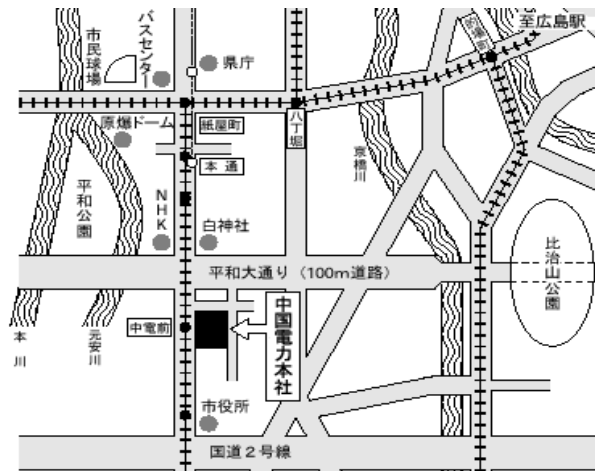 至広島駅
的場町
市民球場
バスセンター
県庁
原爆ドーム
紙屋町
八丁堀
本通
京橋川
平和公園
NHK
白神社
比治山公園
平和大通り（100m道路）
中電前
中国電力本社
本川
元安川
市役所
国道２号線